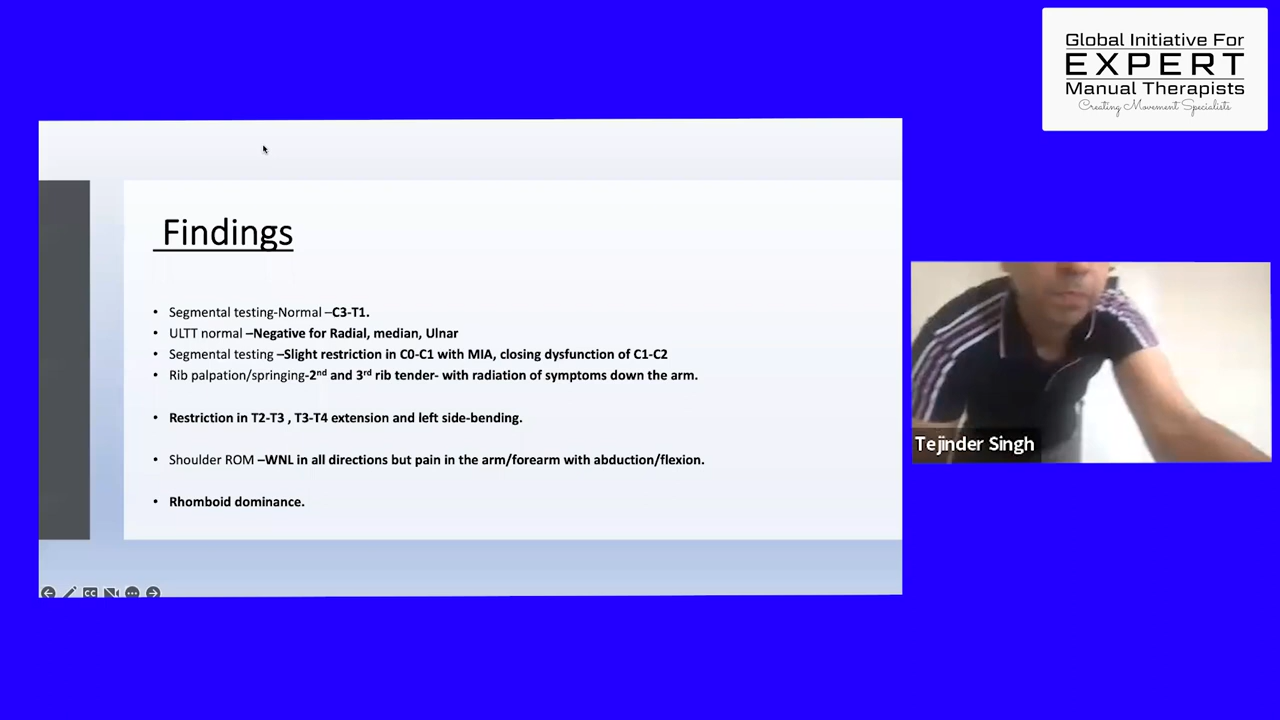 Global Initiative For
EXPERT
Manual Therapists
Creating Movement Specialists
Findings
• Segmental testing-Normal –C3-T1.
• ULTT normal –Negative for Radial, median, Ulnar
• Segmental testing –Slight restriction in C0-C1 with MIA, closing dysfunction of C1-C2
• Rib palpation/springing-2nd and 3rd rib tender- with radiation of symptoms down the arm.
• Restriction in T2-T3 , T3-T4 extension and left side-bending.
• Shoulder ROM –WNL in all directions but pain in the arm/forearm with abduction/flexion.
• Rhomboid dominance.
CC
Tejinder Singh